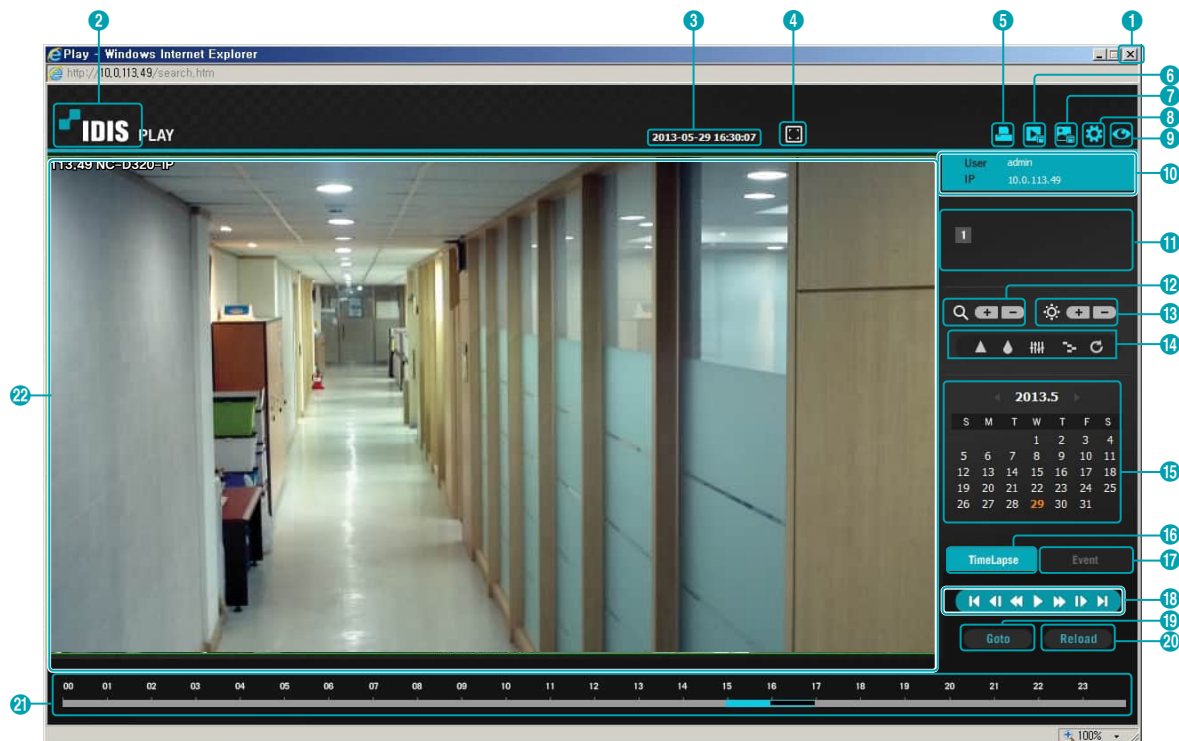 2 3 4 5 1
Play - Windows Internet Explorer
http://10.0.113.49/search.htm
6
7
8
9
IDIS PLAY
2013-05-29 16:30:07
113.49 NC-D320-IP
User admin
IP 10.0.113.49
10
1
11
12
13
14
2013.5
S M T W T F S
1 2 3 4
5 6 7 8 9 10 11
12 13 14 15 16 17 18
19 20 21 22 23 24 25
26 27 28 29 30 31
15
22
16
TimeLapse Event
17
18
19
Goto Reload
20
00 01 02 03 04 05 06 07 08 09 10 11 12 13 14 15 16 17 18 19 20 21 22 23
21
100%